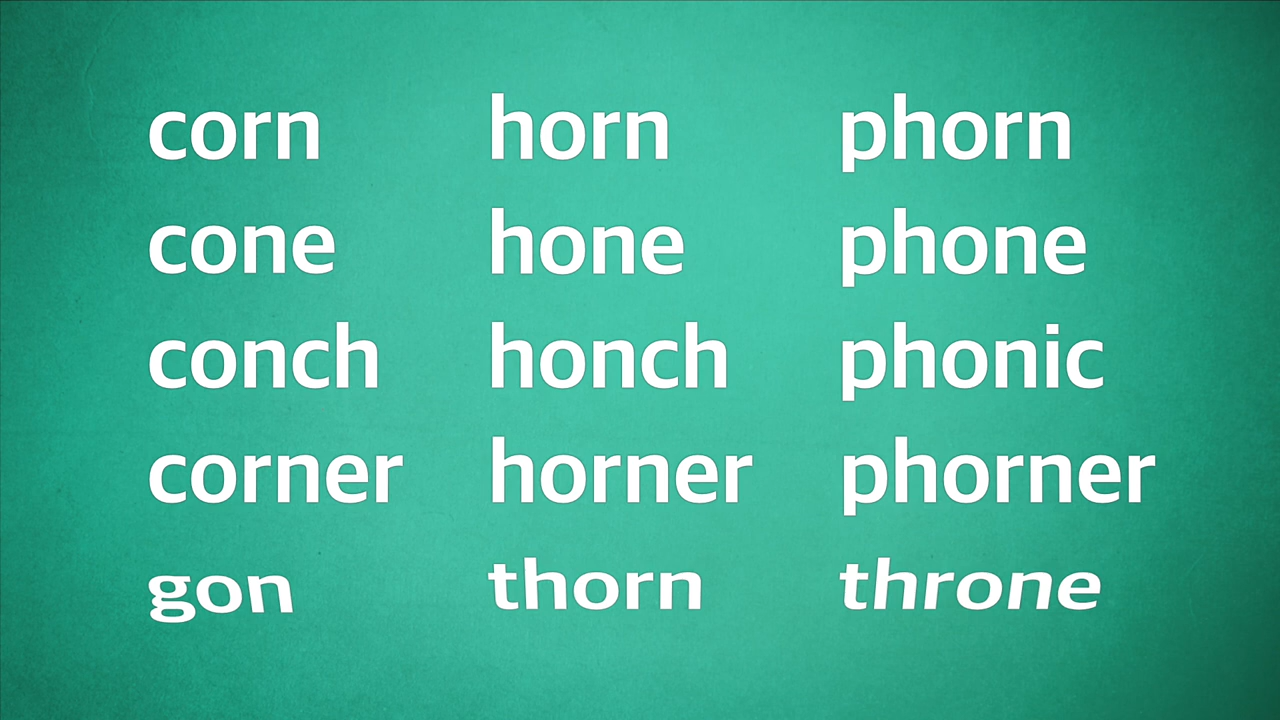 corn horn phorn
cone hone phone
conch honch phonic
corner horner phorner
gon thorn throne